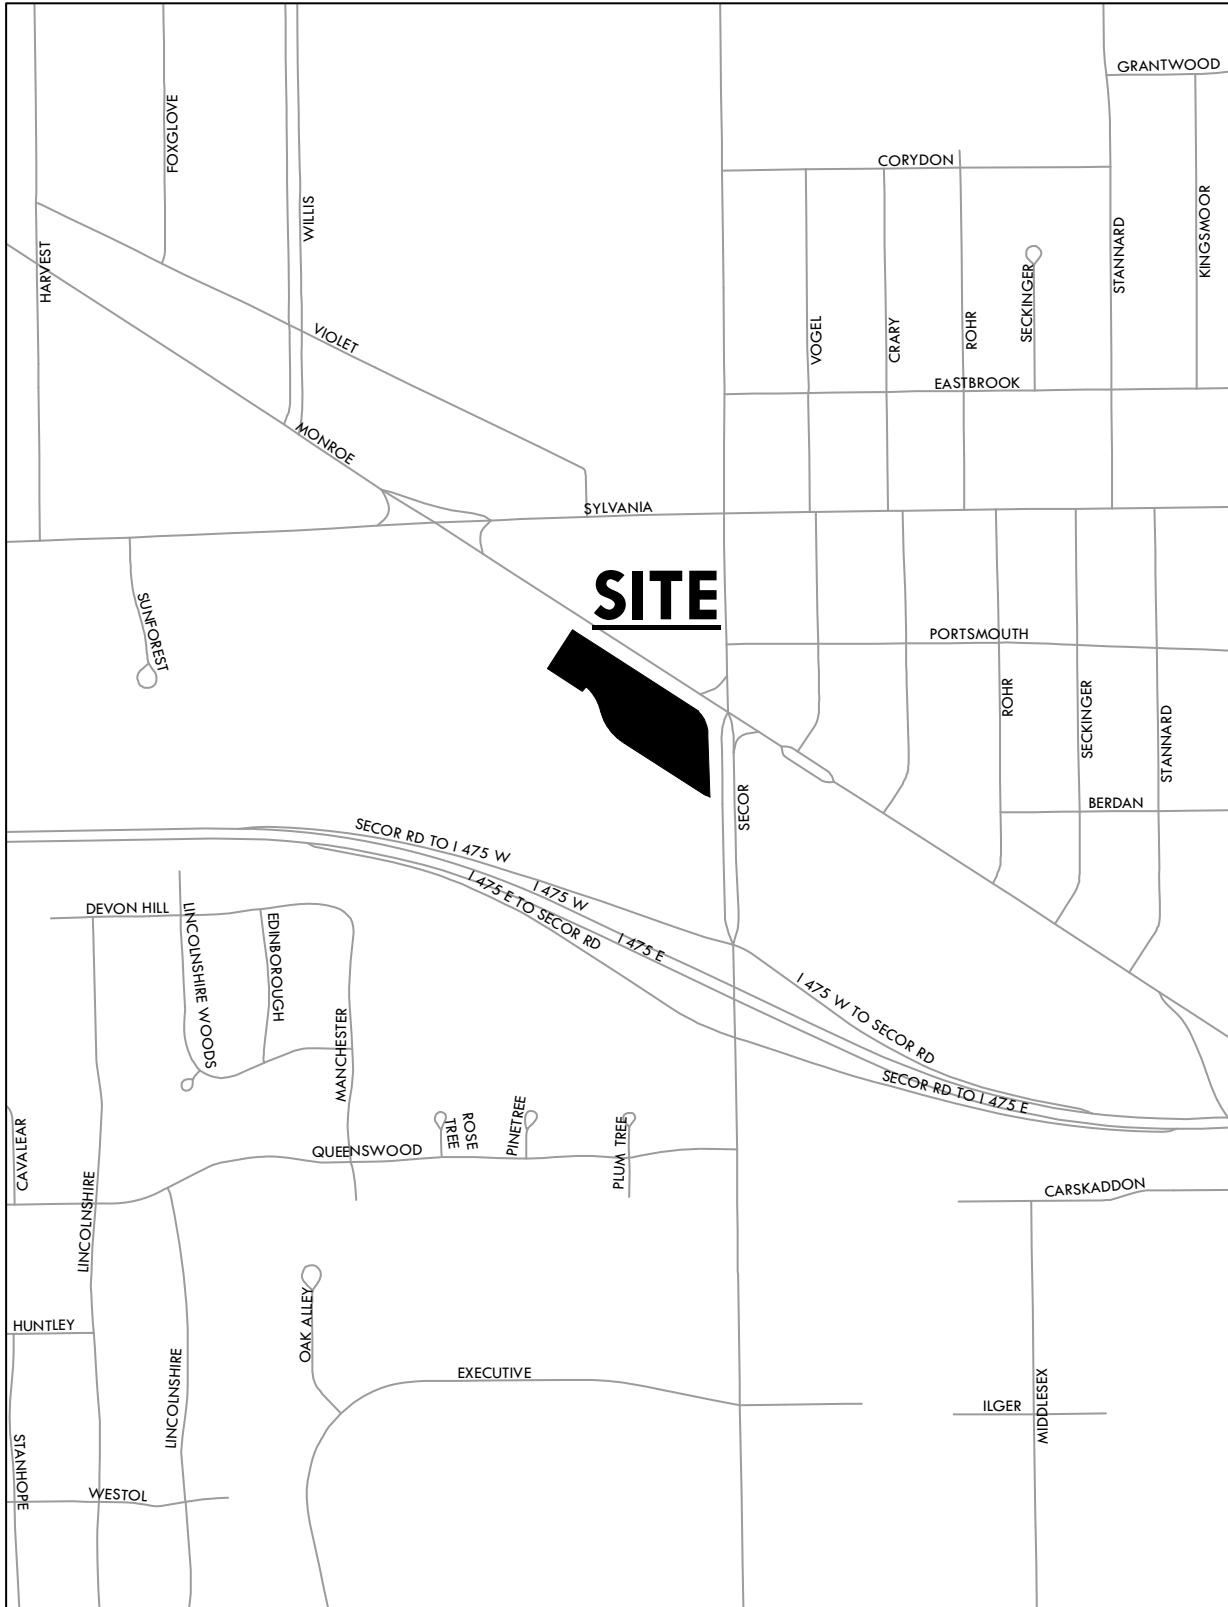 GRANTWOOD
FOXGLOVE
CORYDON
WILLIS
KINGSMOOR
STANNARD
HARVEST
SECKINGER
VIOLET
VOGEL
CRARY
ROHR
EASTBROOK
MONROE
SYLVANIA
SITE
SUNFOREST
PORTSMOUTH
ROHR
SECKINGER
STANNARD
SECOR
BERDAN
SECOR RD TO I 475 W
I 475 W
I 475 E TO SECOR RD
I 475 E
DEVON HILL
LINCOLNSHIRE WOODS
EDINBOROUGH
I 475 W TO SECOR RD
MANCHESTER
SECOR RD TO I 475 E
ROSE
TREE
PINETREE
PLUM TREE
CAVALEAR
QUEENSWOOD
LINCOLNSHIRE
CARSKADDON
OAK ALLEY
HUNTLEY
LINCOLNSHIRE
EXECUTIVE
ILGER
MIDDLESEX
STANHOPE
WESTOL